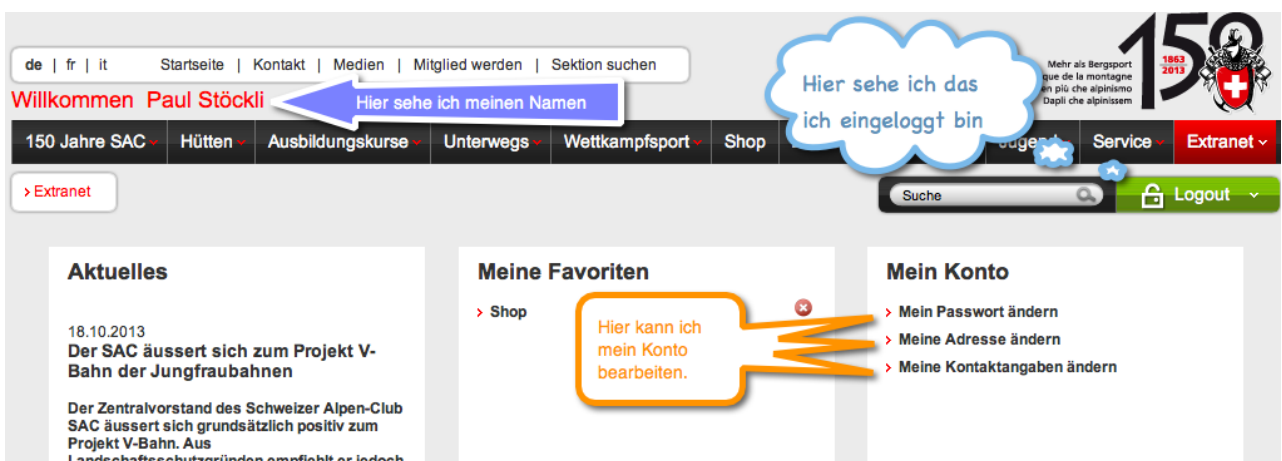 de | fr | it Startseite | Kontakt | Medien | Mitglied werden | Sektion suchen
Mehr als Bergsport
que de la montagne
en più che alpinismo
Dapli che alpinissem
150
1863
2013
Willkommen Paul Stöckli
Hier sehe ich meinen Namen
Hier sehe ich das
ich eingeloggt bin
150 Jahre SAC Hütten Ausbildungskurse Unterwegs Wettkampfsport Shop Service Extranet
> Extranet
Suche
Logout
Aktuelles
18.10.2013
Der SAC äussert sich zum Projekt V-
Bahn der Jungfraubahnen
Der Zentralvorstand des Schweizer Alpen-Club
SAC äussert sich grundsätzlich positiv zum
Projekt V-Bahn. Aus
Landschaftsschutzgründen empfiehlt er jedoch
Meine Favoriten
> Shop
Hier kann ich
mein Konto
bearbeiten.
Mein Konto
> Mein Passwort ändern
> Meine Adresse ändern
> Meine Kontaktangaben ändern